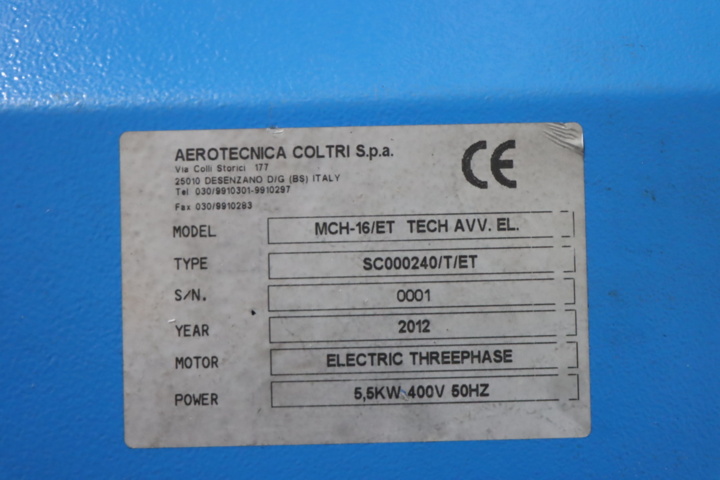 AEROTECNICA COLTRI S.p.a.
Via Colli Storici 177
25010 DESENZANO D/G (BS) ITALY
Tel 030/9910301-9910297
Fax 030/9910283
CE
MODEL MCH-16/ET TECH AVV. EL.
TYPE SC000240/T/ET
S/N. 0001
YEAR 2012
MOTOR ELECTRIC THREEPHASE
POWER 5,5KW 400V 50HZ